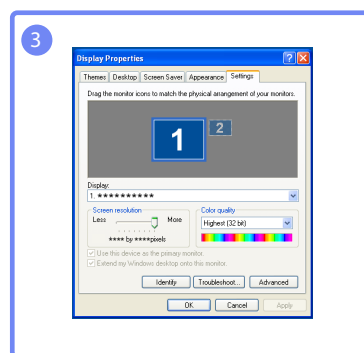 3
Display Properties
Themes Desktop Screen Saver Appearance Settings
Drag the monitor icons to match the physical arrangement of your monitors.
1 2
Display:
1. **********
Screen resolution
Less More
**** by ****pixels
Color quality
Highest (32 bit)
Use this device as the primary monitor.
Extend my Windows desktop onto this monitor.
Identify Troubleshoot... Advanced
OK Cancel Apply